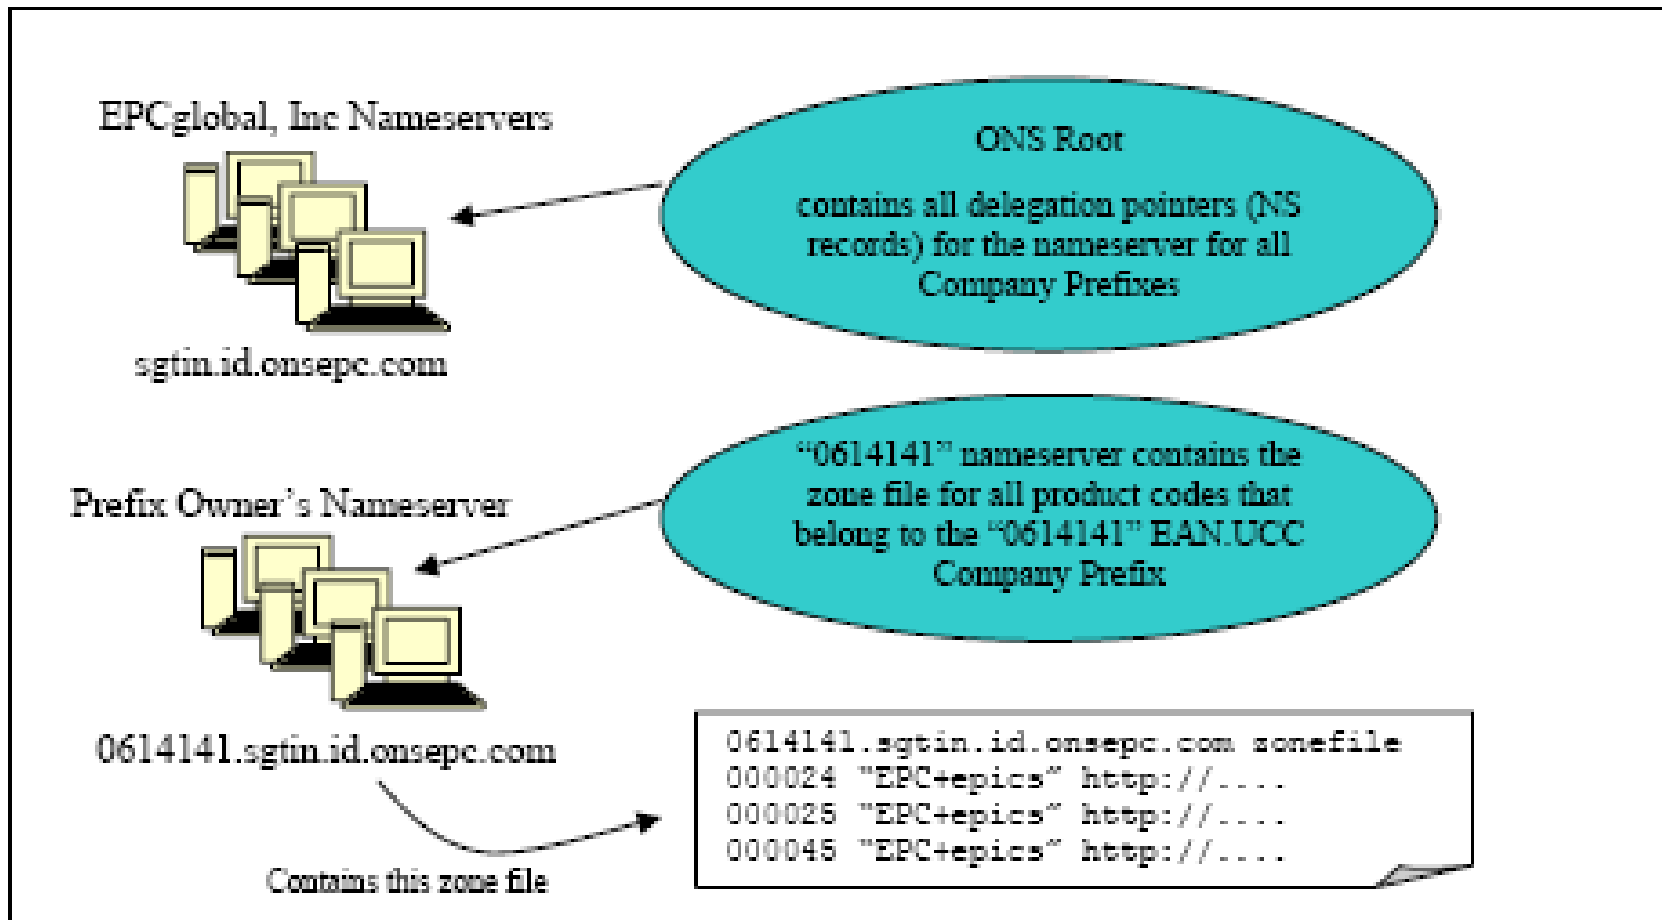 EPCglobal, Inc Nameservers
sgtin.id.onsepc.com
ONS Root
contains all delegation pointers (NS
records) for the nameserver for all
Company Prefixes
Prefix Owner's Nameserver
0614141.sgtin.id.onsepc.com
“0614141” nameserver contains the
zone file for all product codes that
belong to the “0614141” EAN.UCC
Company Prefix
Contains this zone file
0614141.sgtin.id.onsepc.com zonefile
000024 "EPC+epics" http://....
000025 "EPC+epics" http://....
000045 "EPC+epics" http://....